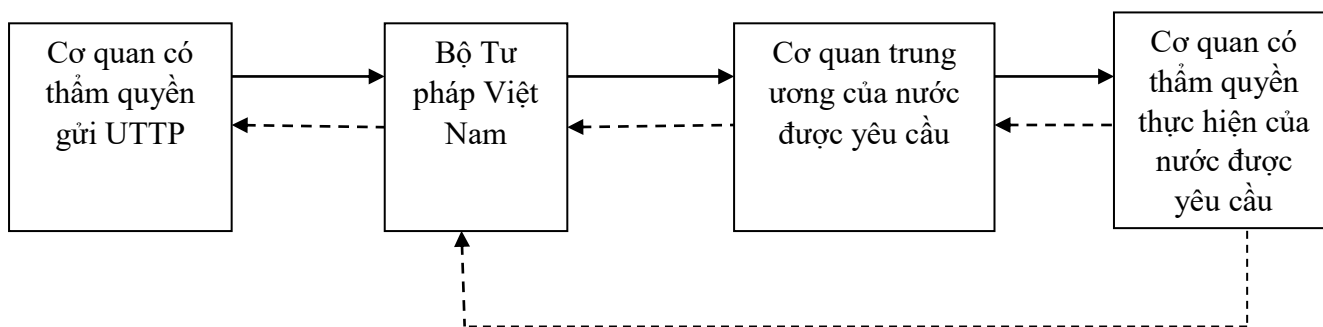 Cơ quan có
thẩm quyền
gửi UTTP
Bộ Tư
pháp Việt
Nam
Cơ quan trung
ương của nước
được yêu cầu
Cơ quan có
thẩm quyền
thực hiện của
nước được
yêu cầu